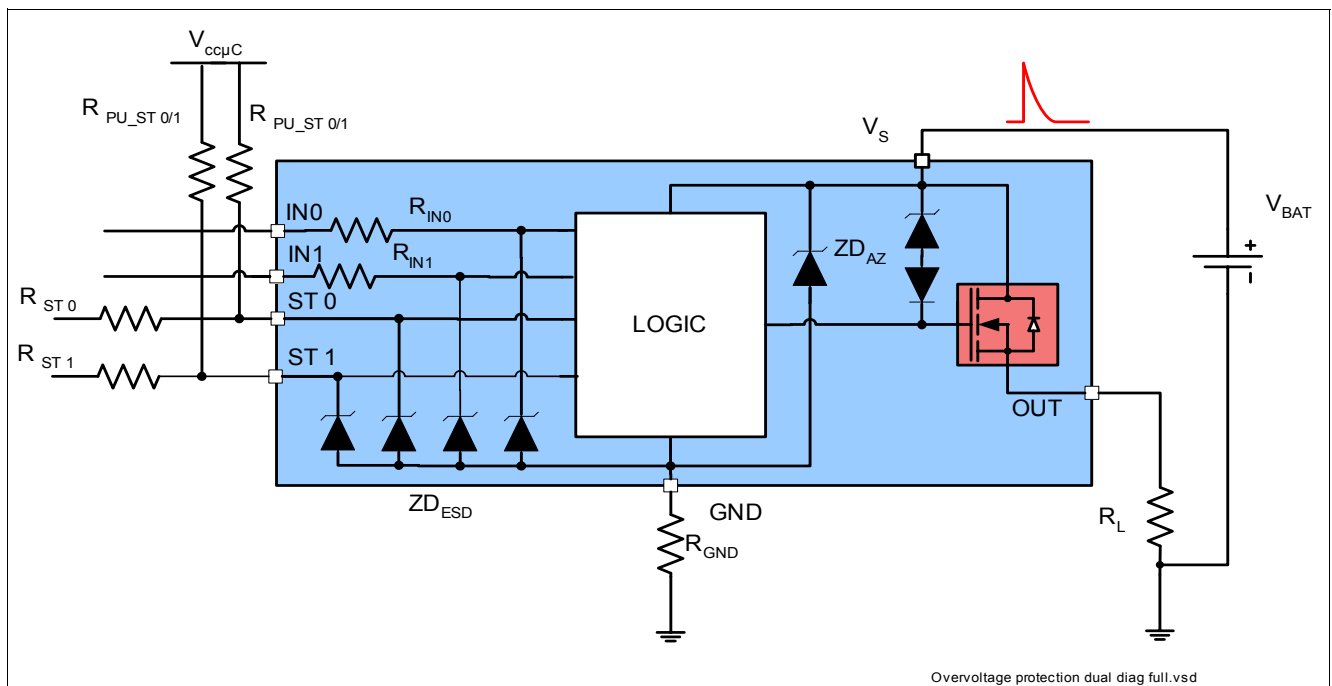 VccµC
R PU_ST 0/1
R PU_ST 0/1
VS
IN0
RIN0
VBAT
IN1
RIN1
ZDAZ
+
R ST 0
ST 0
LOGIC
-
R ST 1
ST 1
OUT
ZDESD
GND
RGND
RL
Overvoltage protection dual diag full.vsd